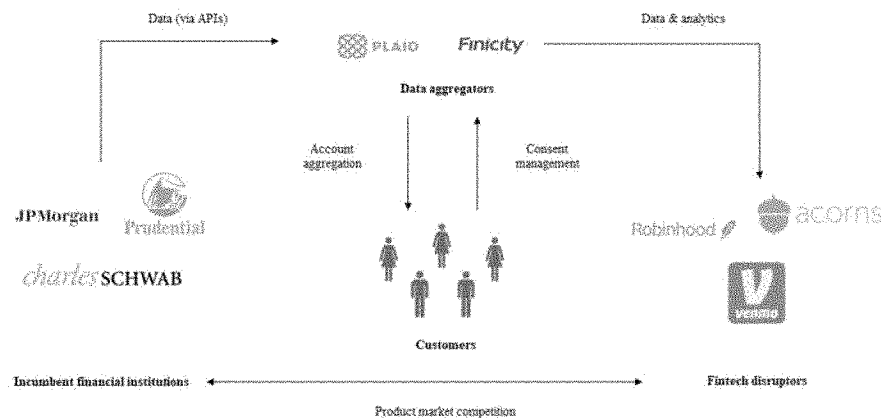 Data (via APIs)
Data & analytics
PLAID
Finicity
Data aggregators
Account
aggregation
Consent
management
JPMorgan
Prudential
charles SCHWAB
Robinhood
acorns
venmo
Customers
Incumbent financial institutions
Fintech disruptors
Product market competition